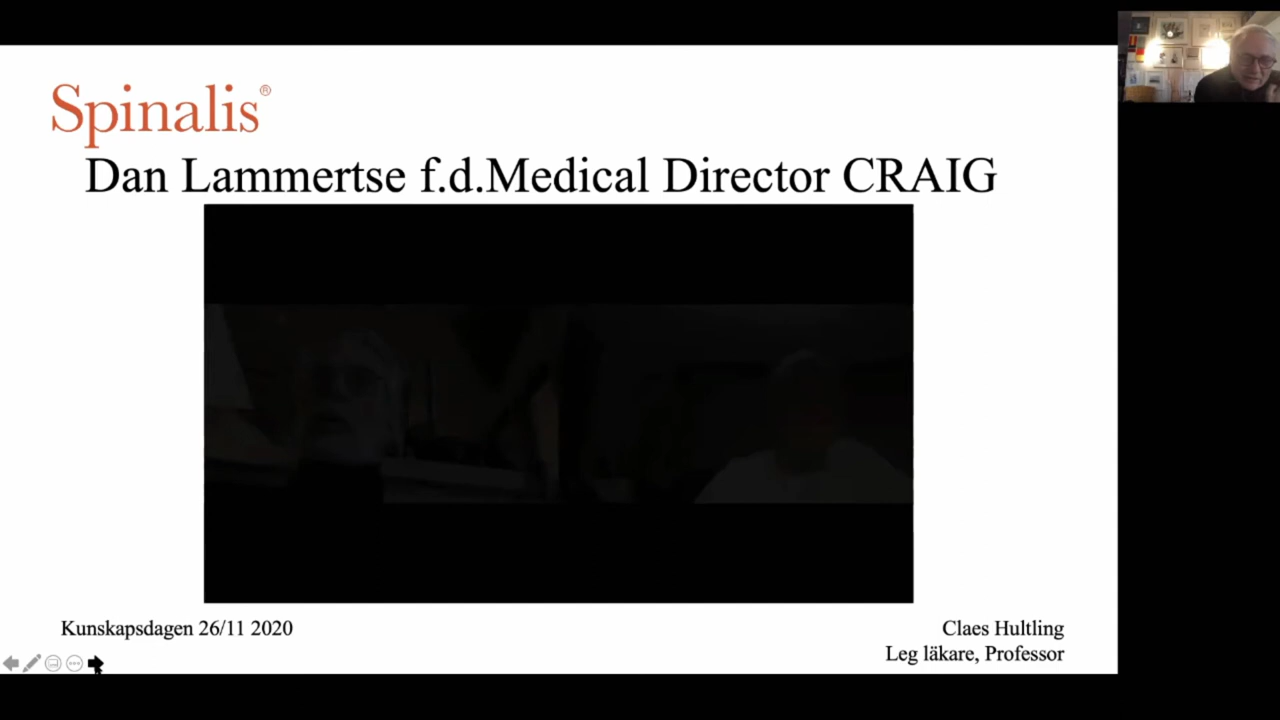 Spinalis®
Dan Lammertse f.d.Medical Director CRAIG
Kunskapsdagen 26/11 2020
Claes Hultling
Leg läkare, Professor